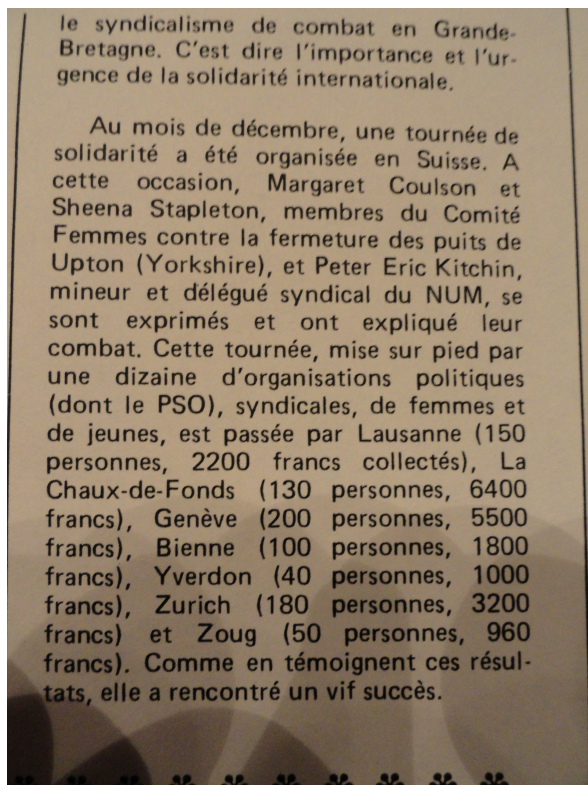 le syndicalisme de combat en Grande-
Bretagne. C'est dire l'importance et l'ur-
gence de la solidarité internationale.
Au mois de décembre, une tournée de
solidarité a été organisée en Suisse. A
cette occasion, Margaret Coulson et
Sheena Stapleton, membres du Comité
Femmes contre la fermeture des puits de
Upton (Yorkshire), et Peter Eric Kitchin,
mineur et délégué syndical du NUM, se
sont exprimés et ont expliqué leur
combat. Cette tournée, mise sur pied par
une dizaine d'organisations politiques
(dont le PSO), syndicales, de femmes et
de jeunes, est passée par Lausanne (150
personnes, 2200 francs collectés), La
Chaux-de-Fonds (130 personnes, 6400
francs), Genève (200 personnes, 5500
francs), Bienne (100 personnes, 1800
francs), Yverdon (40 personnes, 1000
francs), Zurich (180 personnes, 3200
francs) et Zoug (50 personnes, 960
francs). Comme en témoignent ces résul-
tats, elle a rencontré un vif succès.